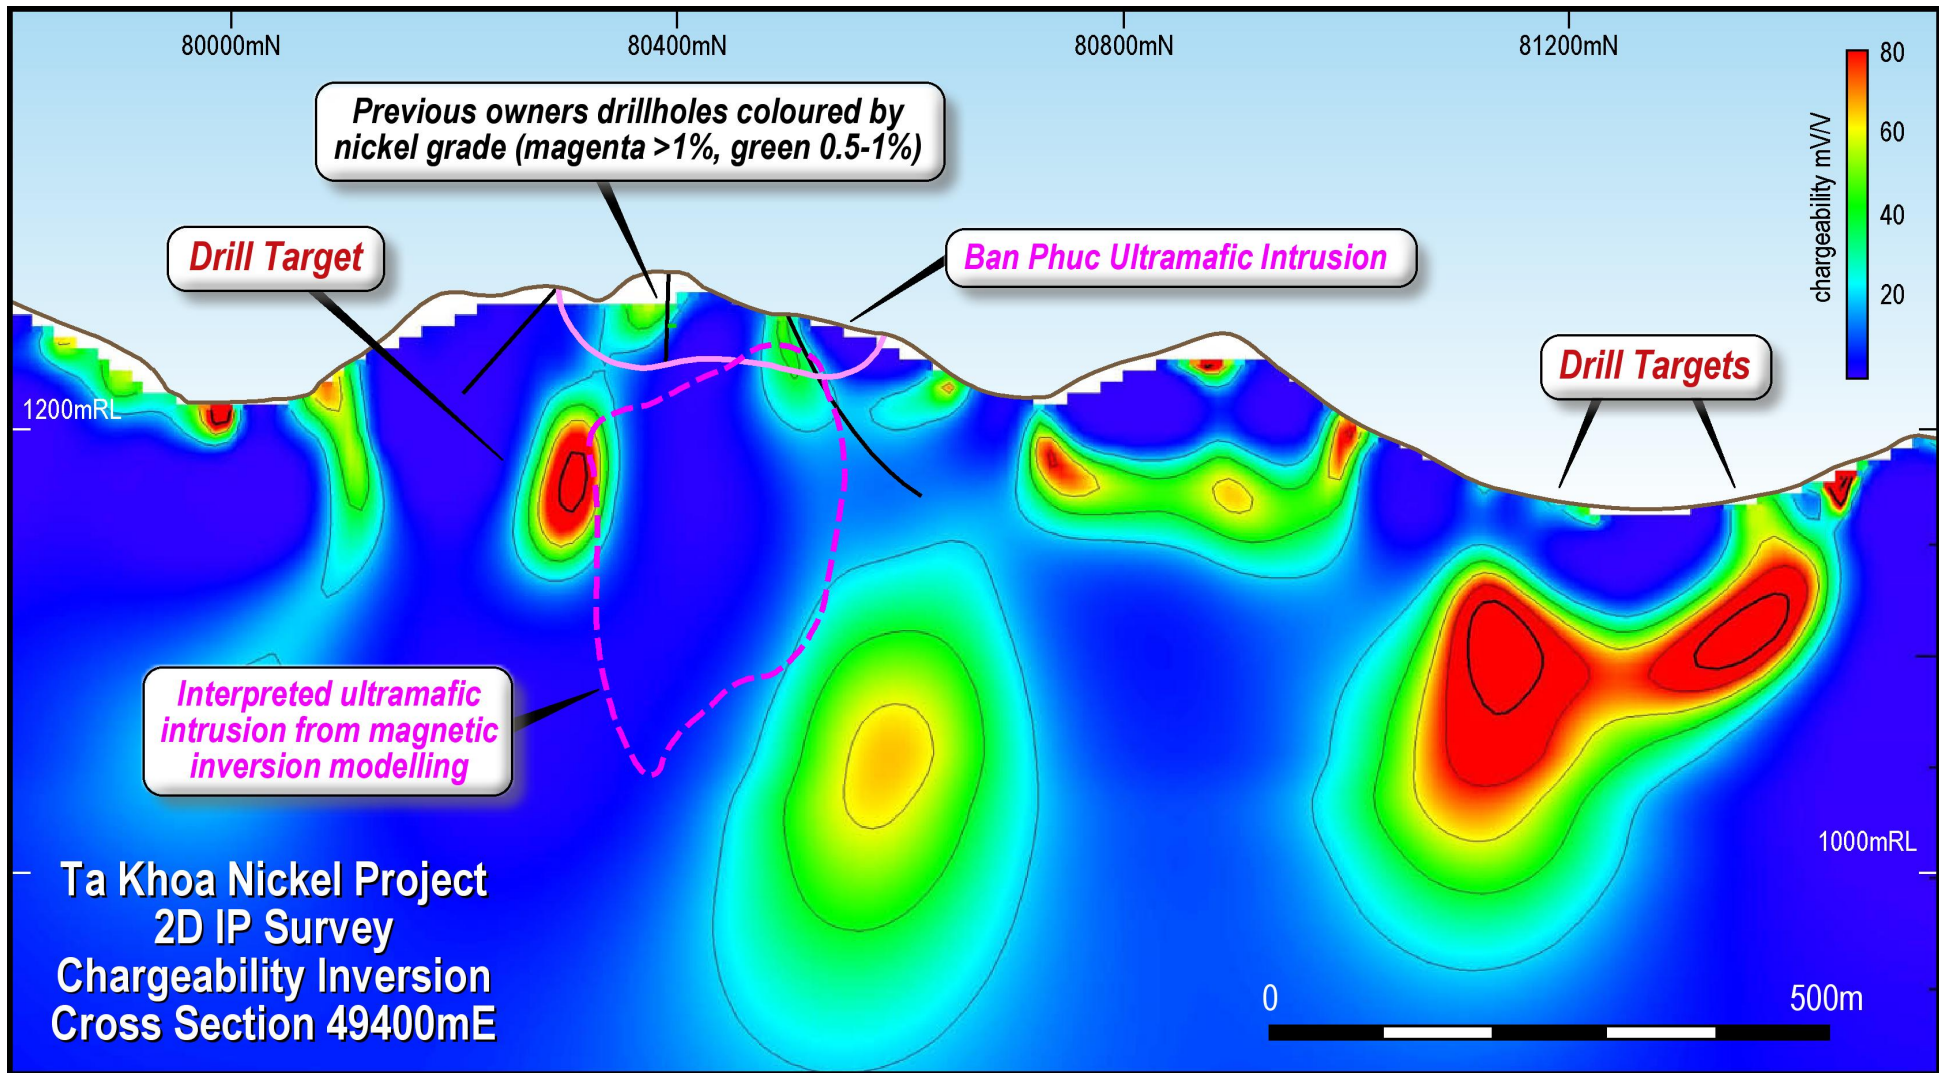 80000mN
80400mN
80800mN
81200mN
80
60
40
20
chargeability mV/V
Previous owners drillholes coloured by
nickel grade (magenta >1%, green 0.5-1%)
Drill Target
Ban Phuc Ultramafic Intrusion
Drill Targets
1200mRL
Interpreted ultramafic
intrusion from magnetic
inversion modelling
1000mRL
Ta Khoa Nickel Project
2D IP Survey
Chargeability Inversion
Cross Section 49400mE
0
500m